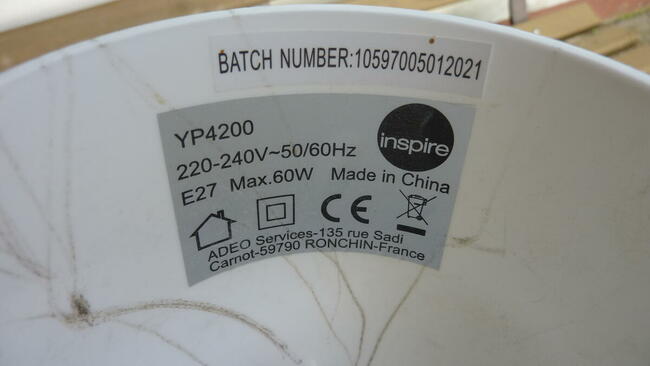 BATCH NUMBER:10597005012021
YP4200
inspire
220-240V~50/60Hz
E27 Max.60W Made in China
CE
ADEO Services-135 rue Sadi
Carnot-59790 RONCHIN-France